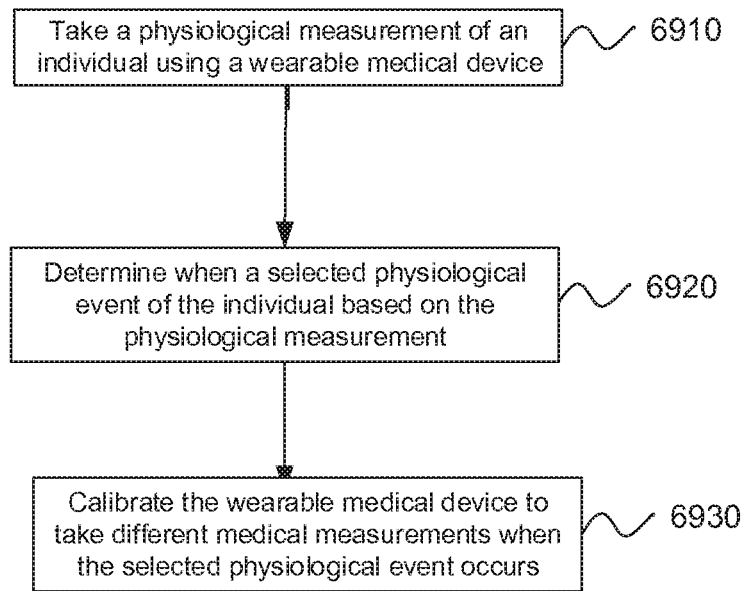 Take a physiological measurement of an
individual using a wearable medical device
6910
Determine when a selected physiological
event of the individual based on the
physiological measurement
6920
Calibrate the wearable medical device to
take different medical measurements when
the selected physiological event occurs
6930